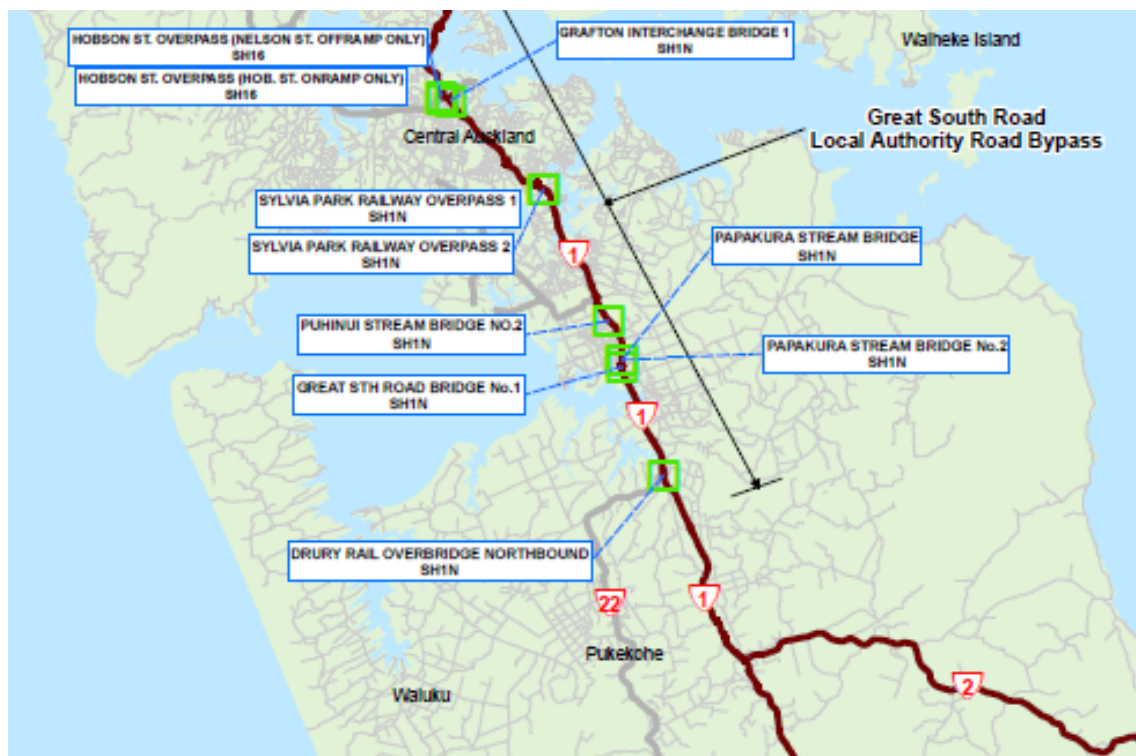 HOBSON ST. OVERPASS (NELSON ST. OFFRAMP ONLY)
SH16
GRAFTON INTERCHANGE BRIDGE 1
SH1N
Waiheke Island
HOBSON ST. OVERPASS (HOB. ST. ONRAMP ONLY)
SH16
Central Auckland
Great South Road
Local Authority Road Bypass
SYLVIA PARK RAILWAY OVERPASS 1
SH1N
SYLVIA PARK RAILWAY OVERPASS 2
SH1N
1
PAPAKURA STREAM BRIDGE
SH1N
PUHINUI STREAM BRIDGE NO.2
SH1N
PAPAKURA STREAM BRIDGE No.2
SH1N
GREAT STH ROAD BRIDGE No.1
SH1N
1
DRURY RAIL OVERBRIDGE NORTHBOUND
SH1N
22
1
Pukekohe
Waluku
2